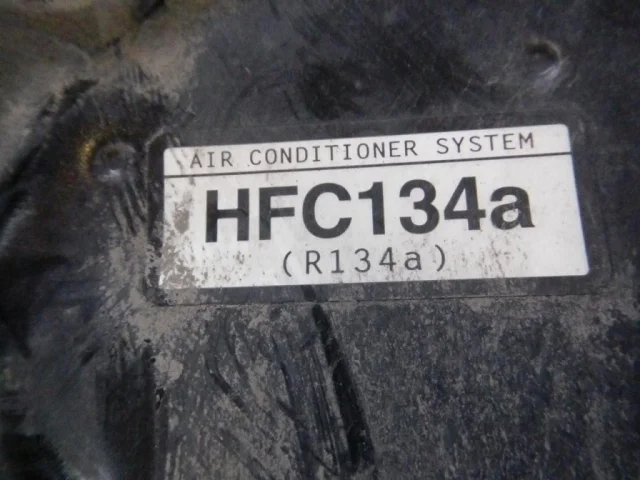 AIR CONDITIONER SYSTEM
HFC134a
(R134a)